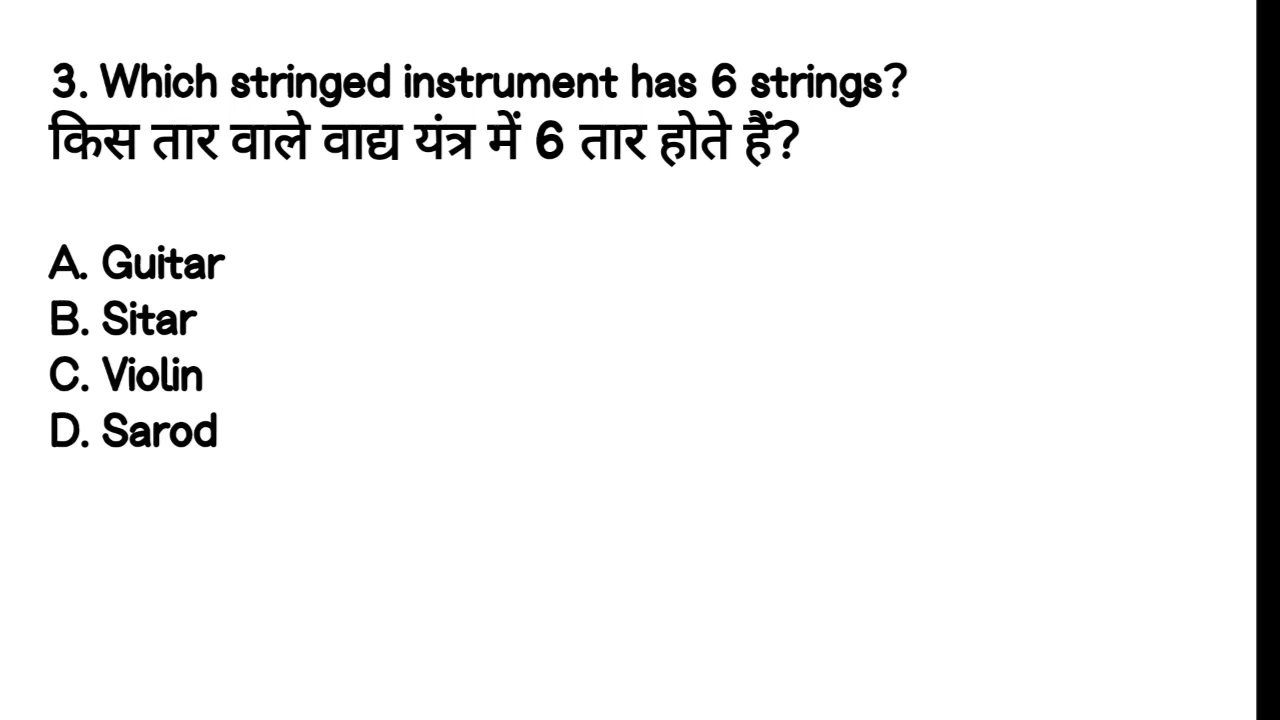 3. Which stringed instrument has 6 strings?
किस तार वाले वाद्य यंत्र में 6 तार होते हैं?
A. Guitar
B. Sitar
C. Violin
D. Sarod